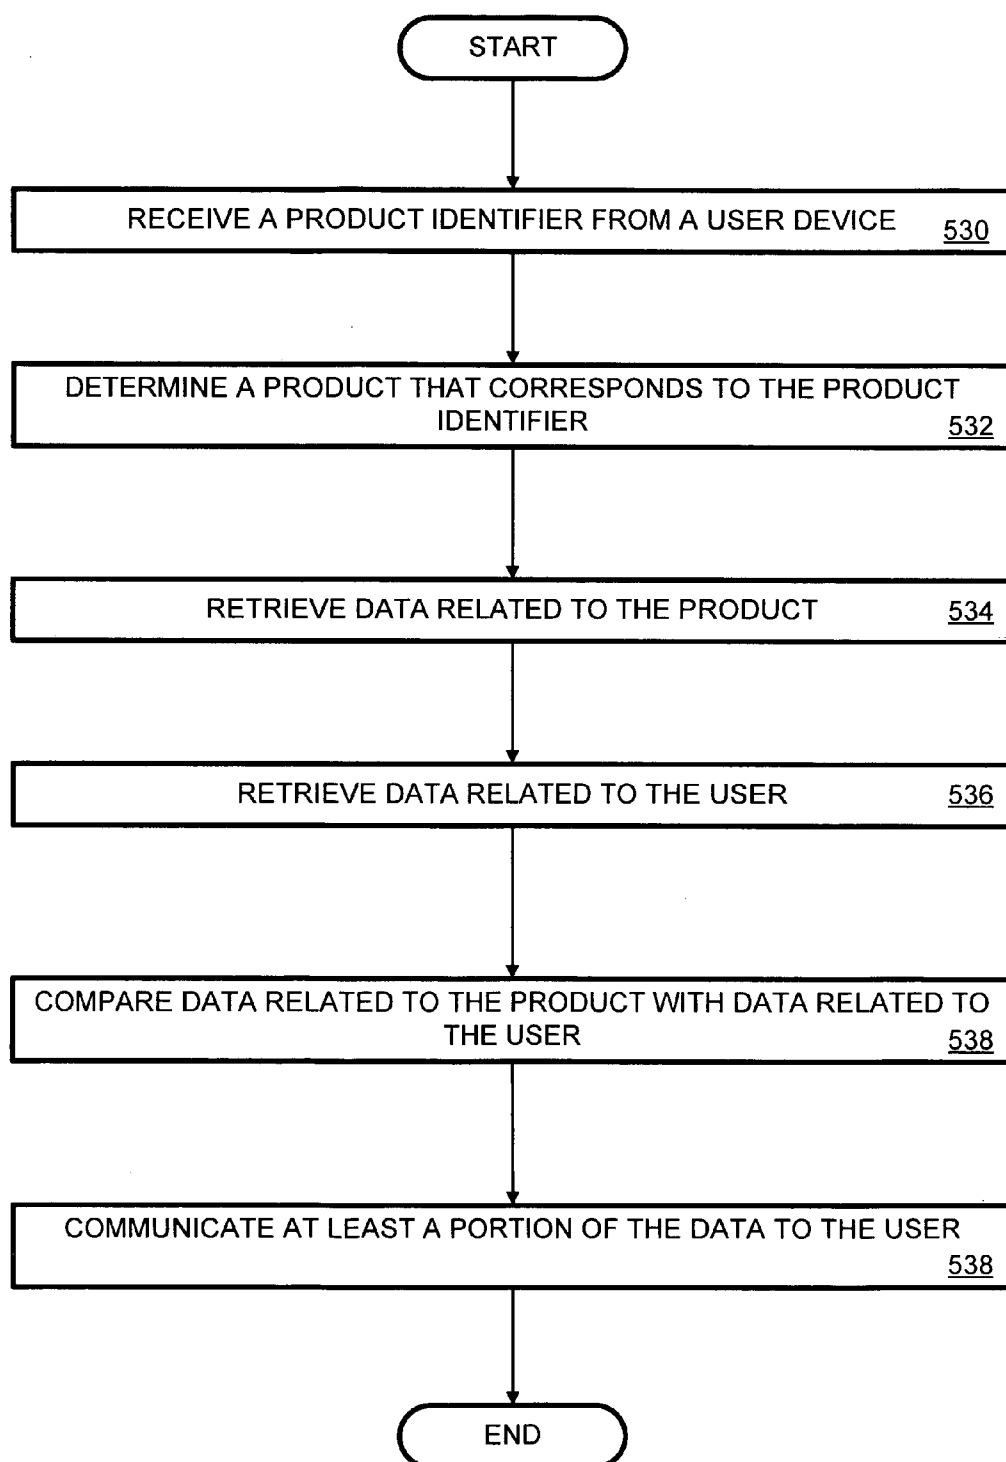 START
RECEIVE A PRODUCT IDENTIFIER FROM A USER DEVICE
530
DETERMINE A PRODUCT THAT CORRESPONDS TO THE PRODUCT
IDENTIFIER
532
RETRIEVE DATA RELATED TO THE PRODUCT
534
RETRIEVE DATA RELATED TO THE USER
536
COMPARE DATA RELATED TO THE PRODUCT WITH DATA RELATED TO
THE USER
538
COMMUNICATE AT LEAST A PORTION OF THE DATA TO THE USER
538
END